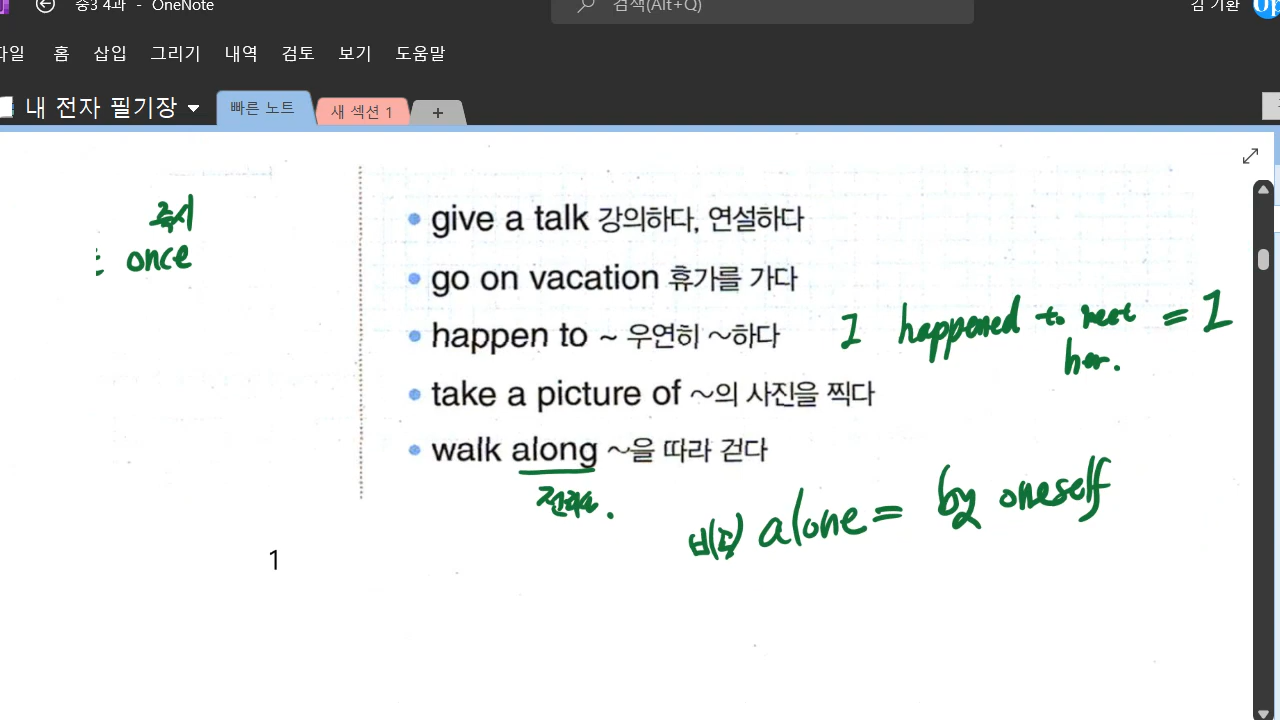 중3 4과 - OneNote
검색(Alt+Q)
김 기환
파일 홈 삽입 그리기 내역 검토 보기 도움말
내 전자 필기장
빠른 노트
새 섹션 1
+
즉시
= once
• give a talk 강의하다, 연설하다
• go on vacation 휴가를 가다
• happen to ~ 우연히 ~하다
I happened to meet = I
her.
• take a picture of ~의 사진을 찍다
• walk along ~을 따라 걷다
alone = by oneself
1